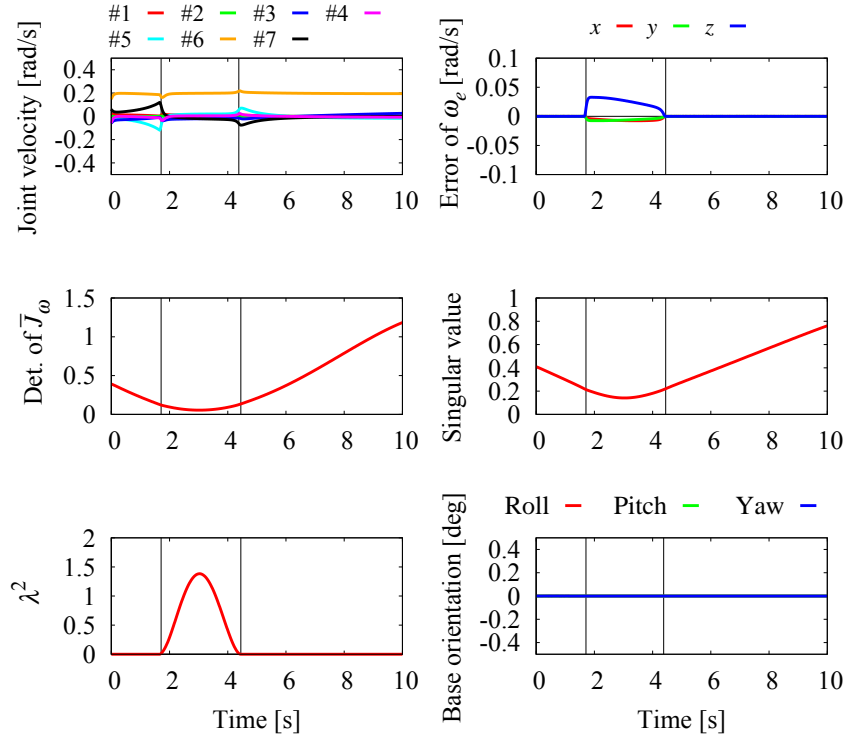 #1 #2 #3 #4
#5 #6 #7
Joint velocity [rad/s]
0.4
0.2
0
-0.2
-0.4
0 2 4 6 8 10
x y z
Error of ω_e [rad/s]
0.1
0.05
0
-0.05
-0.1
0 2 4 6 8 10
Det. of J̄_ω
1.5
1
0.5
0
0 2 4 6 8 10
Singular value
1
0.8
0.6
0.4
0.2
0
0 2 4 6 8 10
λ²
2
1.5
1
0.5
0
0 2 4 6 8 10
Time [s]
Roll Pitch Yaw
Base orientation [deg]
0.4
0.2
0
-0.2
-0.4
0 2 4 6 8 10
Time [s]